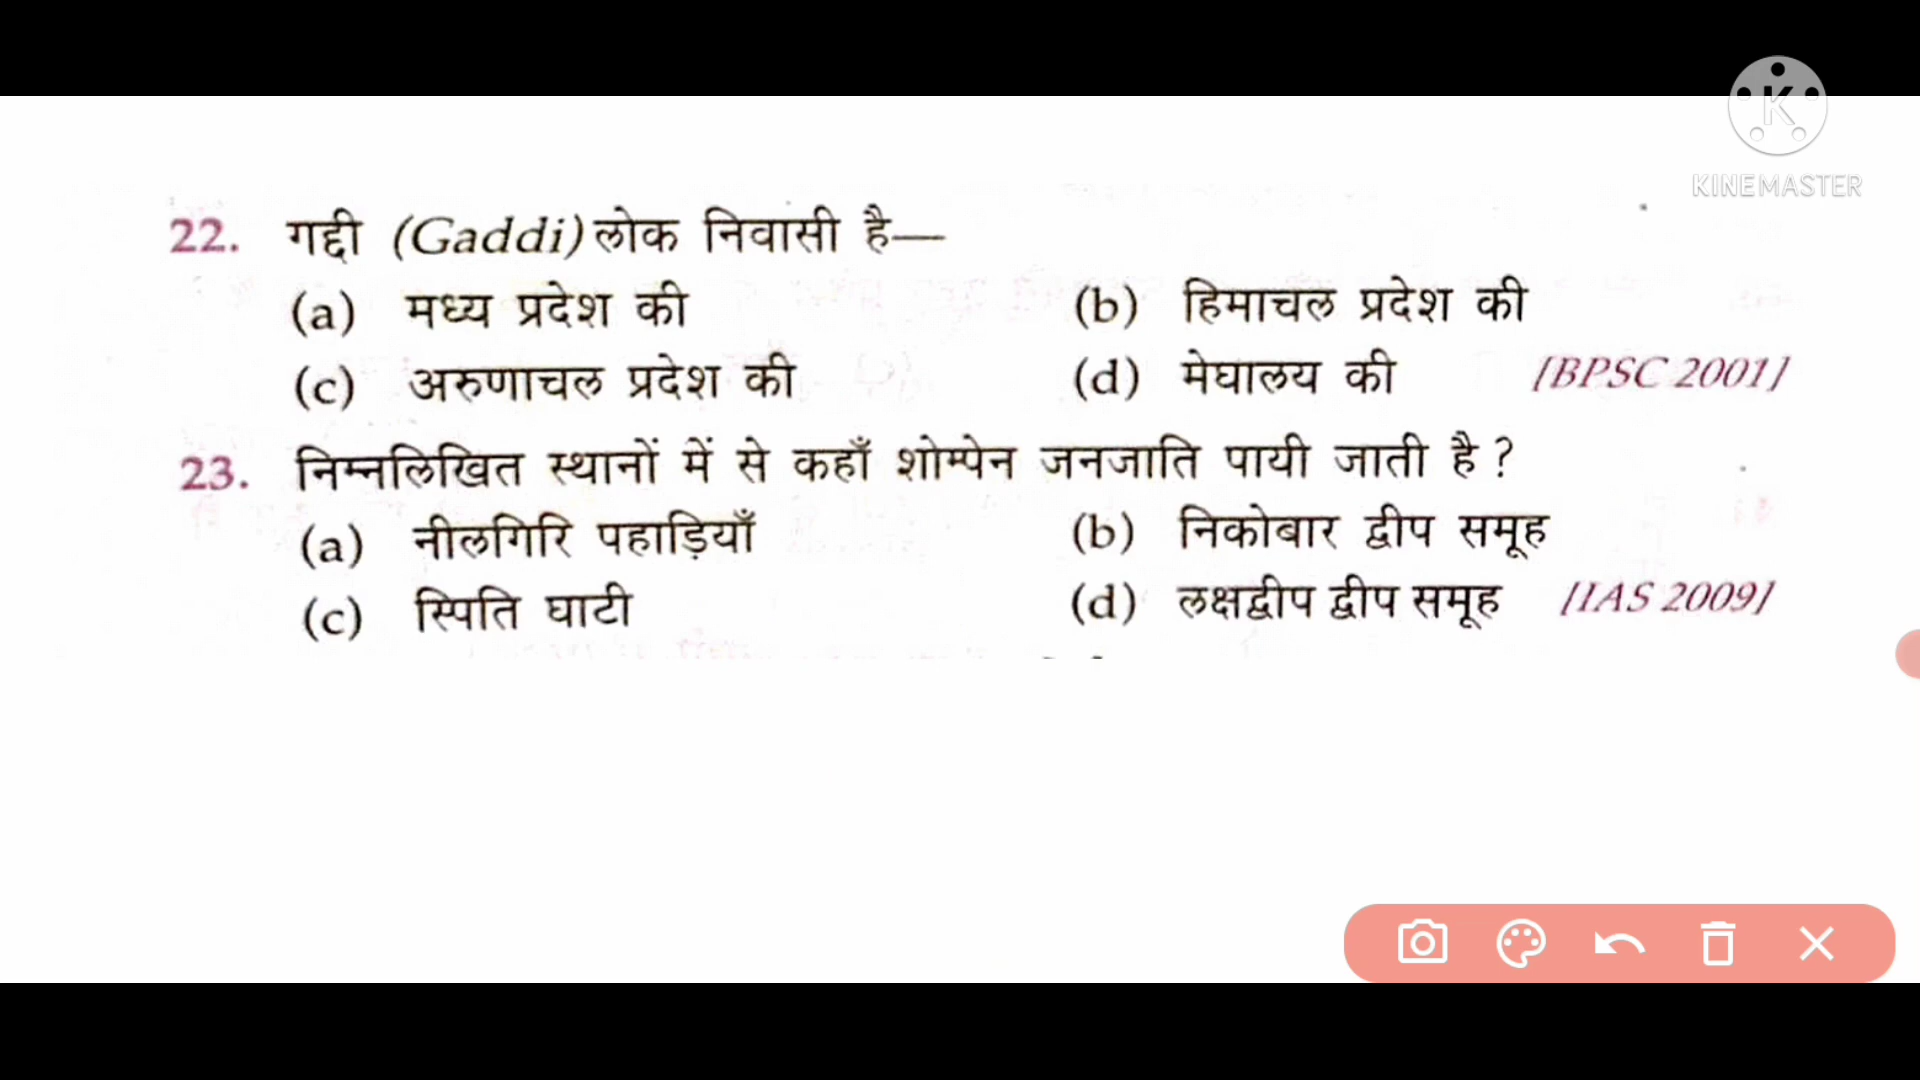 KINEMASTER
22. गद्दी (Gaddi) लोक निवासी है—
(a) मध्य प्रदेश की (b) हिमाचल प्रदेश की
(c) अरुणाचल प्रदेश की (d) मेघालय की [BPSC 2001]
23. निम्नलिखित स्थानों में से कहाँ शोम्पेन जनजाति पायी जाती है ?
(a) नीलगिरि पहाड़ियाँ (b) निकोबार द्वीप समूह
(c) स्पिति घाटी (d) लक्षद्वीप द्वीप समूह [IAS 2009]